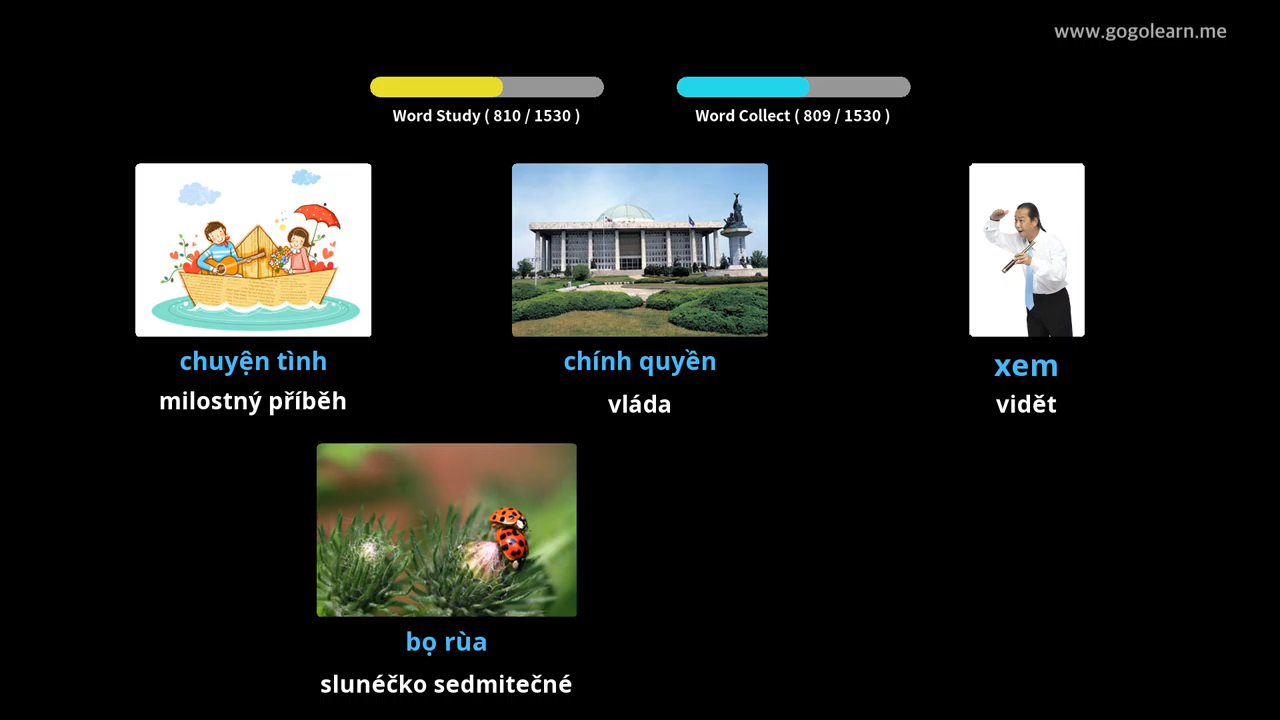 www.gogolearn.me
Word Study ( 810 / 1530 )
Word Collect ( 809 / 1530 )
chuyện tình
milostný příběh
chính quyền
vláda
xem
vidět
bọ rùa
slunéčko sedmitečné